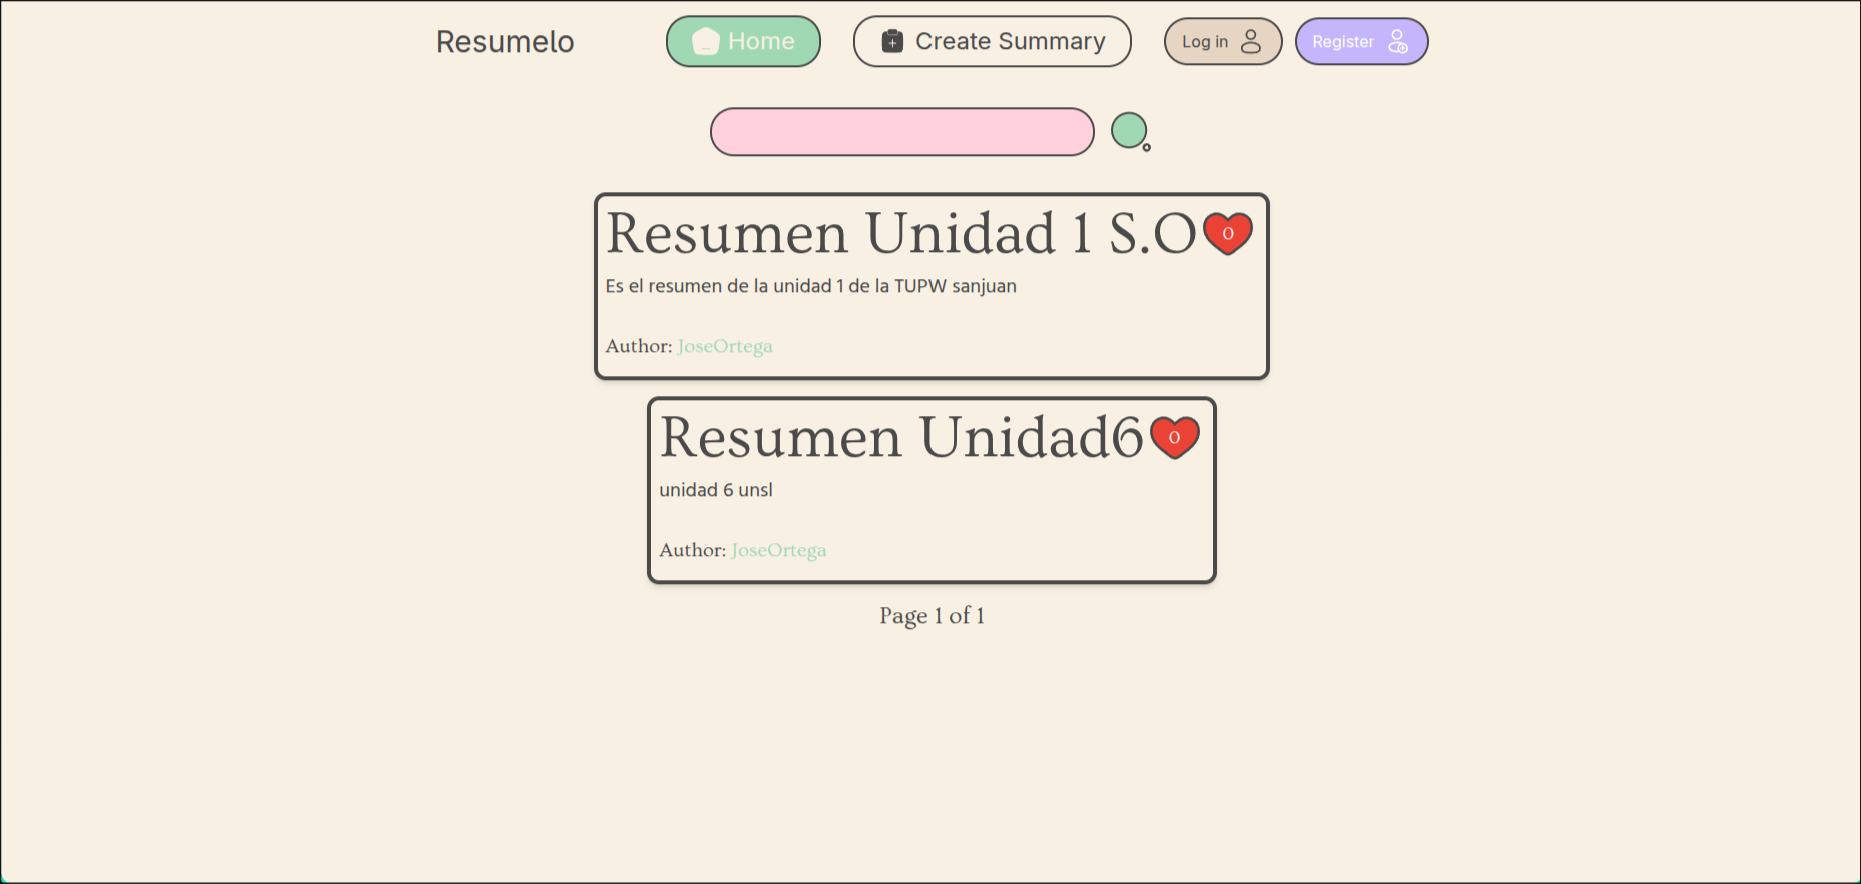 Resumelo Home Create Summary Log in Register
Resumen Unidad 1 S.O 0
Es el resumen de la unidad 1 de la TUPW sanjuan
Author: JoseOrtega
Resumen Unidad6 0
unidad 6 unsl
Author: JoseOrtega
Page 1 of 1